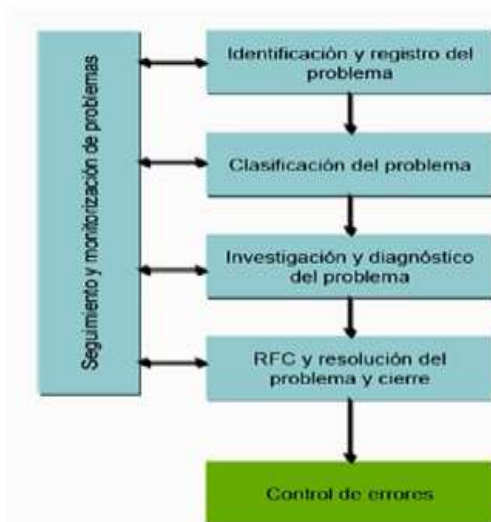 Seguimiento y monitorización de problemas
Identificación y registro del
problema
Clasificación del problema
Investigación y diagnóstico
del problema
RFC y resolución del
problema y cierre
Control de errores